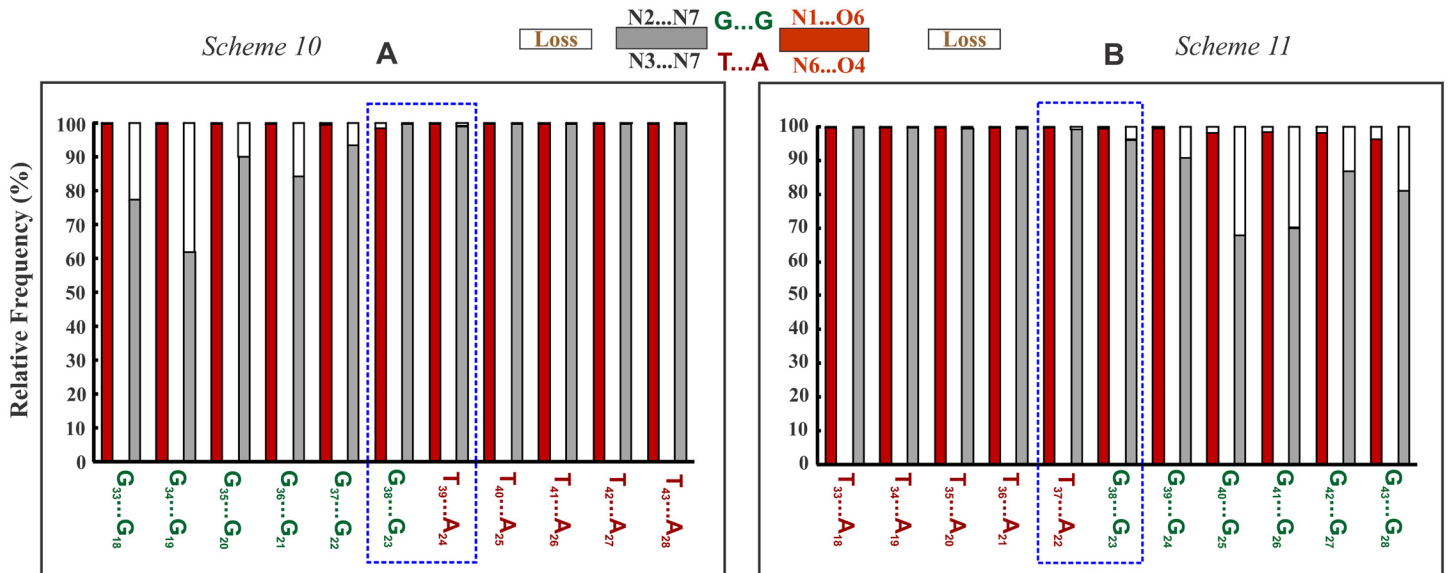 Scheme 10
A
Loss
N2...N7
N3...N7
G...G
T...A
N1...O6
N6...O4
Loss
B
Scheme 11
Relative Frequency (%)
100
90
80
70
60
50
40
30
20
10
0
G33...G18
G34...G19
G35...G20
G36...G21
G37...G22
G38...G23
T39...A24
T40...A25
T41...A26
T42...A27
T43...A28
100
90
80
70
60
50
40
30
20
10
0
T33...A18
T34...A19
T35...A20
T36...A21
T37...A22
G38...G23
G39...G24
G40...G25
G41...G26
G42...G27
G43...G28